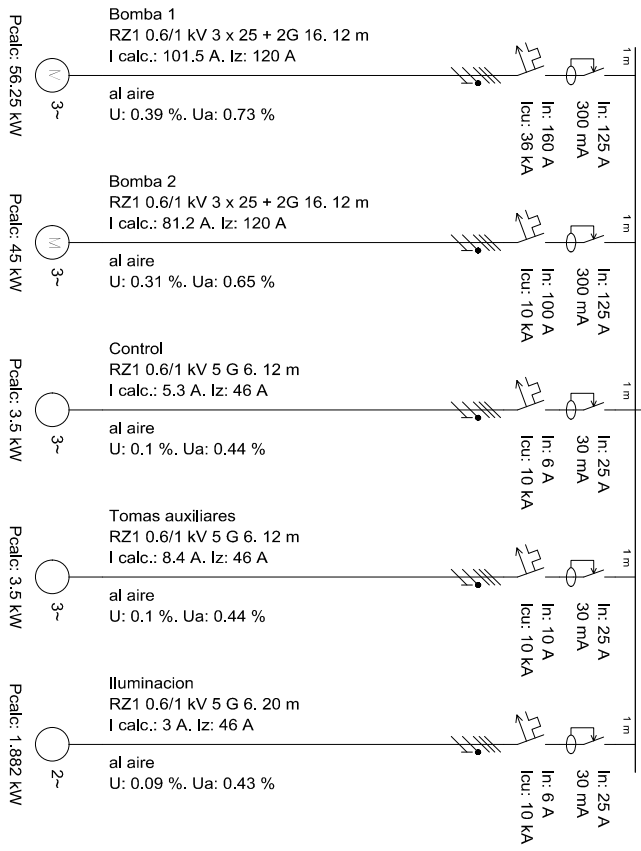 Bomba 1
RZ1 0.6/1 kV 3 x 25 + 2G 16. 12 m
I calc.: 101.5 A. Iz: 120 A
al aire
U: 0.39 %. Ua: 0.73 %
Pcalc: 56.25 kW
M
3~
In: 160 A
Icu: 36 kA
In: 125 A
300 mA
1 m
Bomba 2
RZ1 0.6/1 kV 3 x 25 + 2G 16. 12 m
I calc.: 81.2 A. Iz: 120 A
al aire
U: 0.31 %. Ua: 0.65 %
Pcalc: 45 kW
M
3~
In: 100 A
Icu: 10 kA
In: 125 A
300 mA
1 m
Control
RZ1 0.6/1 kV 5 G 6. 12 m
I calc.: 5.3 A. Iz: 46 A
al aire
U: 0.1 %. Ua: 0.44 %
Pcalc: 3.5 kW
3~
In: 6 A
Icu: 10 kA
In: 25 A
30 mA
1 m
Tomas auxiliares
RZ1 0.6/1 kV 5 G 6. 12 m
I calc.: 8.4 A. Iz: 46 A
al aire
U: 0.1 %. Ua: 0.44 %
Pcalc: 3.5 kW
3~
In: 10 A
Icu: 10 kA
In: 25 A
30 mA
1 m
Iluminacion
RZ1 0.6/1 kV 5 G 6. 20 m
I calc.: 3 A. Iz: 46 A
al aire
U: 0.09 %. Ua: 0.43 %
Pcalc: 1.882 kW
2~
In: 6 A
Icu: 10 kA
In: 25 A
30 mA
1 m